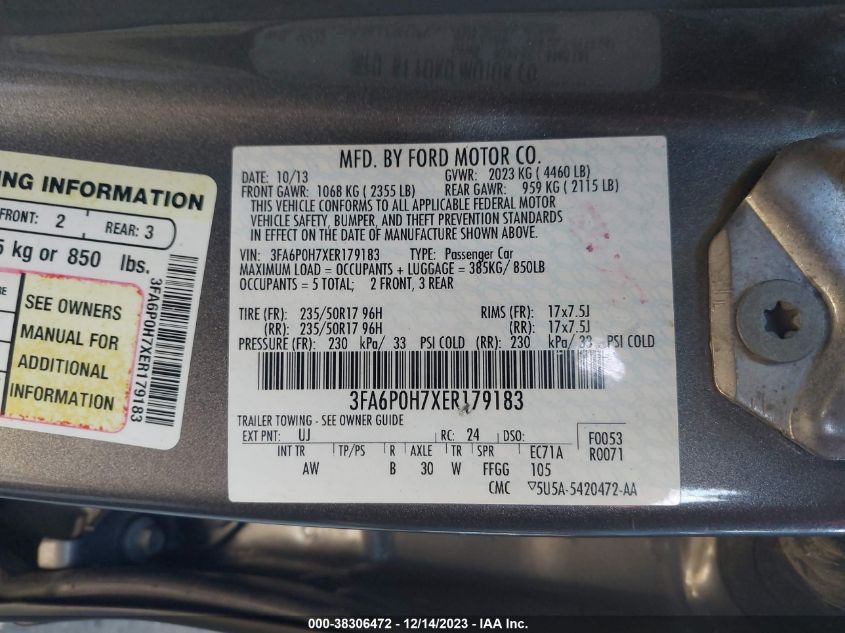 MFD. BY FORD MOTOR CO.
NG INFORMATION
FRONT: 2 REAR: 3
5 kg or 850 lbs.
SEE OWNERS
MANUAL FOR
ADDITIONAL
INFORMATION
3FA6P0H7XER179183
MFD. BY FORD MOTOR CO.
DATE: 10/13 GVWR: 2023 KG ( 4460 LB)
FRONT GAWR: 1068 KG ( 2355 LB) REAR GAWR: 959 KG ( 2115 LB)
THIS VEHICLE CONFORMS TO ALL APPLICABLE FEDERAL MOTOR
VEHICLE SAFETY, BUMPER, AND THEFT PREVENTION STANDARDS
IN EFFECT ON THE DATE OF MANUFACTURE SHOWN ABOVE.
VIN: 3FA6P0H7XER179183 TYPE: Passenger Car
MAXIMUM LOAD = OCCUPANTS + LUGGAGE = 385KG/ 850LB
OCCUPANTS = 5 TOTAL; 2 FRONT, 3 REAR
TIRE (FR): 235/50R17 96H RIMS (FR): 17x7.5J
(RR): 235/50R17 96H (RR): 17x7.5J
PRESSURE (FR): 230 kPa/ 33 PSI COLD (RR): 230 kPa/ 33 PSI COLD
3FA6P0H7XER179183
TRAILER TOWING - SEE OWNER GUIDE
EXT PNT: UJ RC: 24 DSO: F0053
INT TR TP/PS R AXLE TR SPR EC71A R0071
AW B 30 W FFGG 105
CMC ▽5U5A-5420472-AA
000-38306472 - 12/14/2023 - IAA Inc.